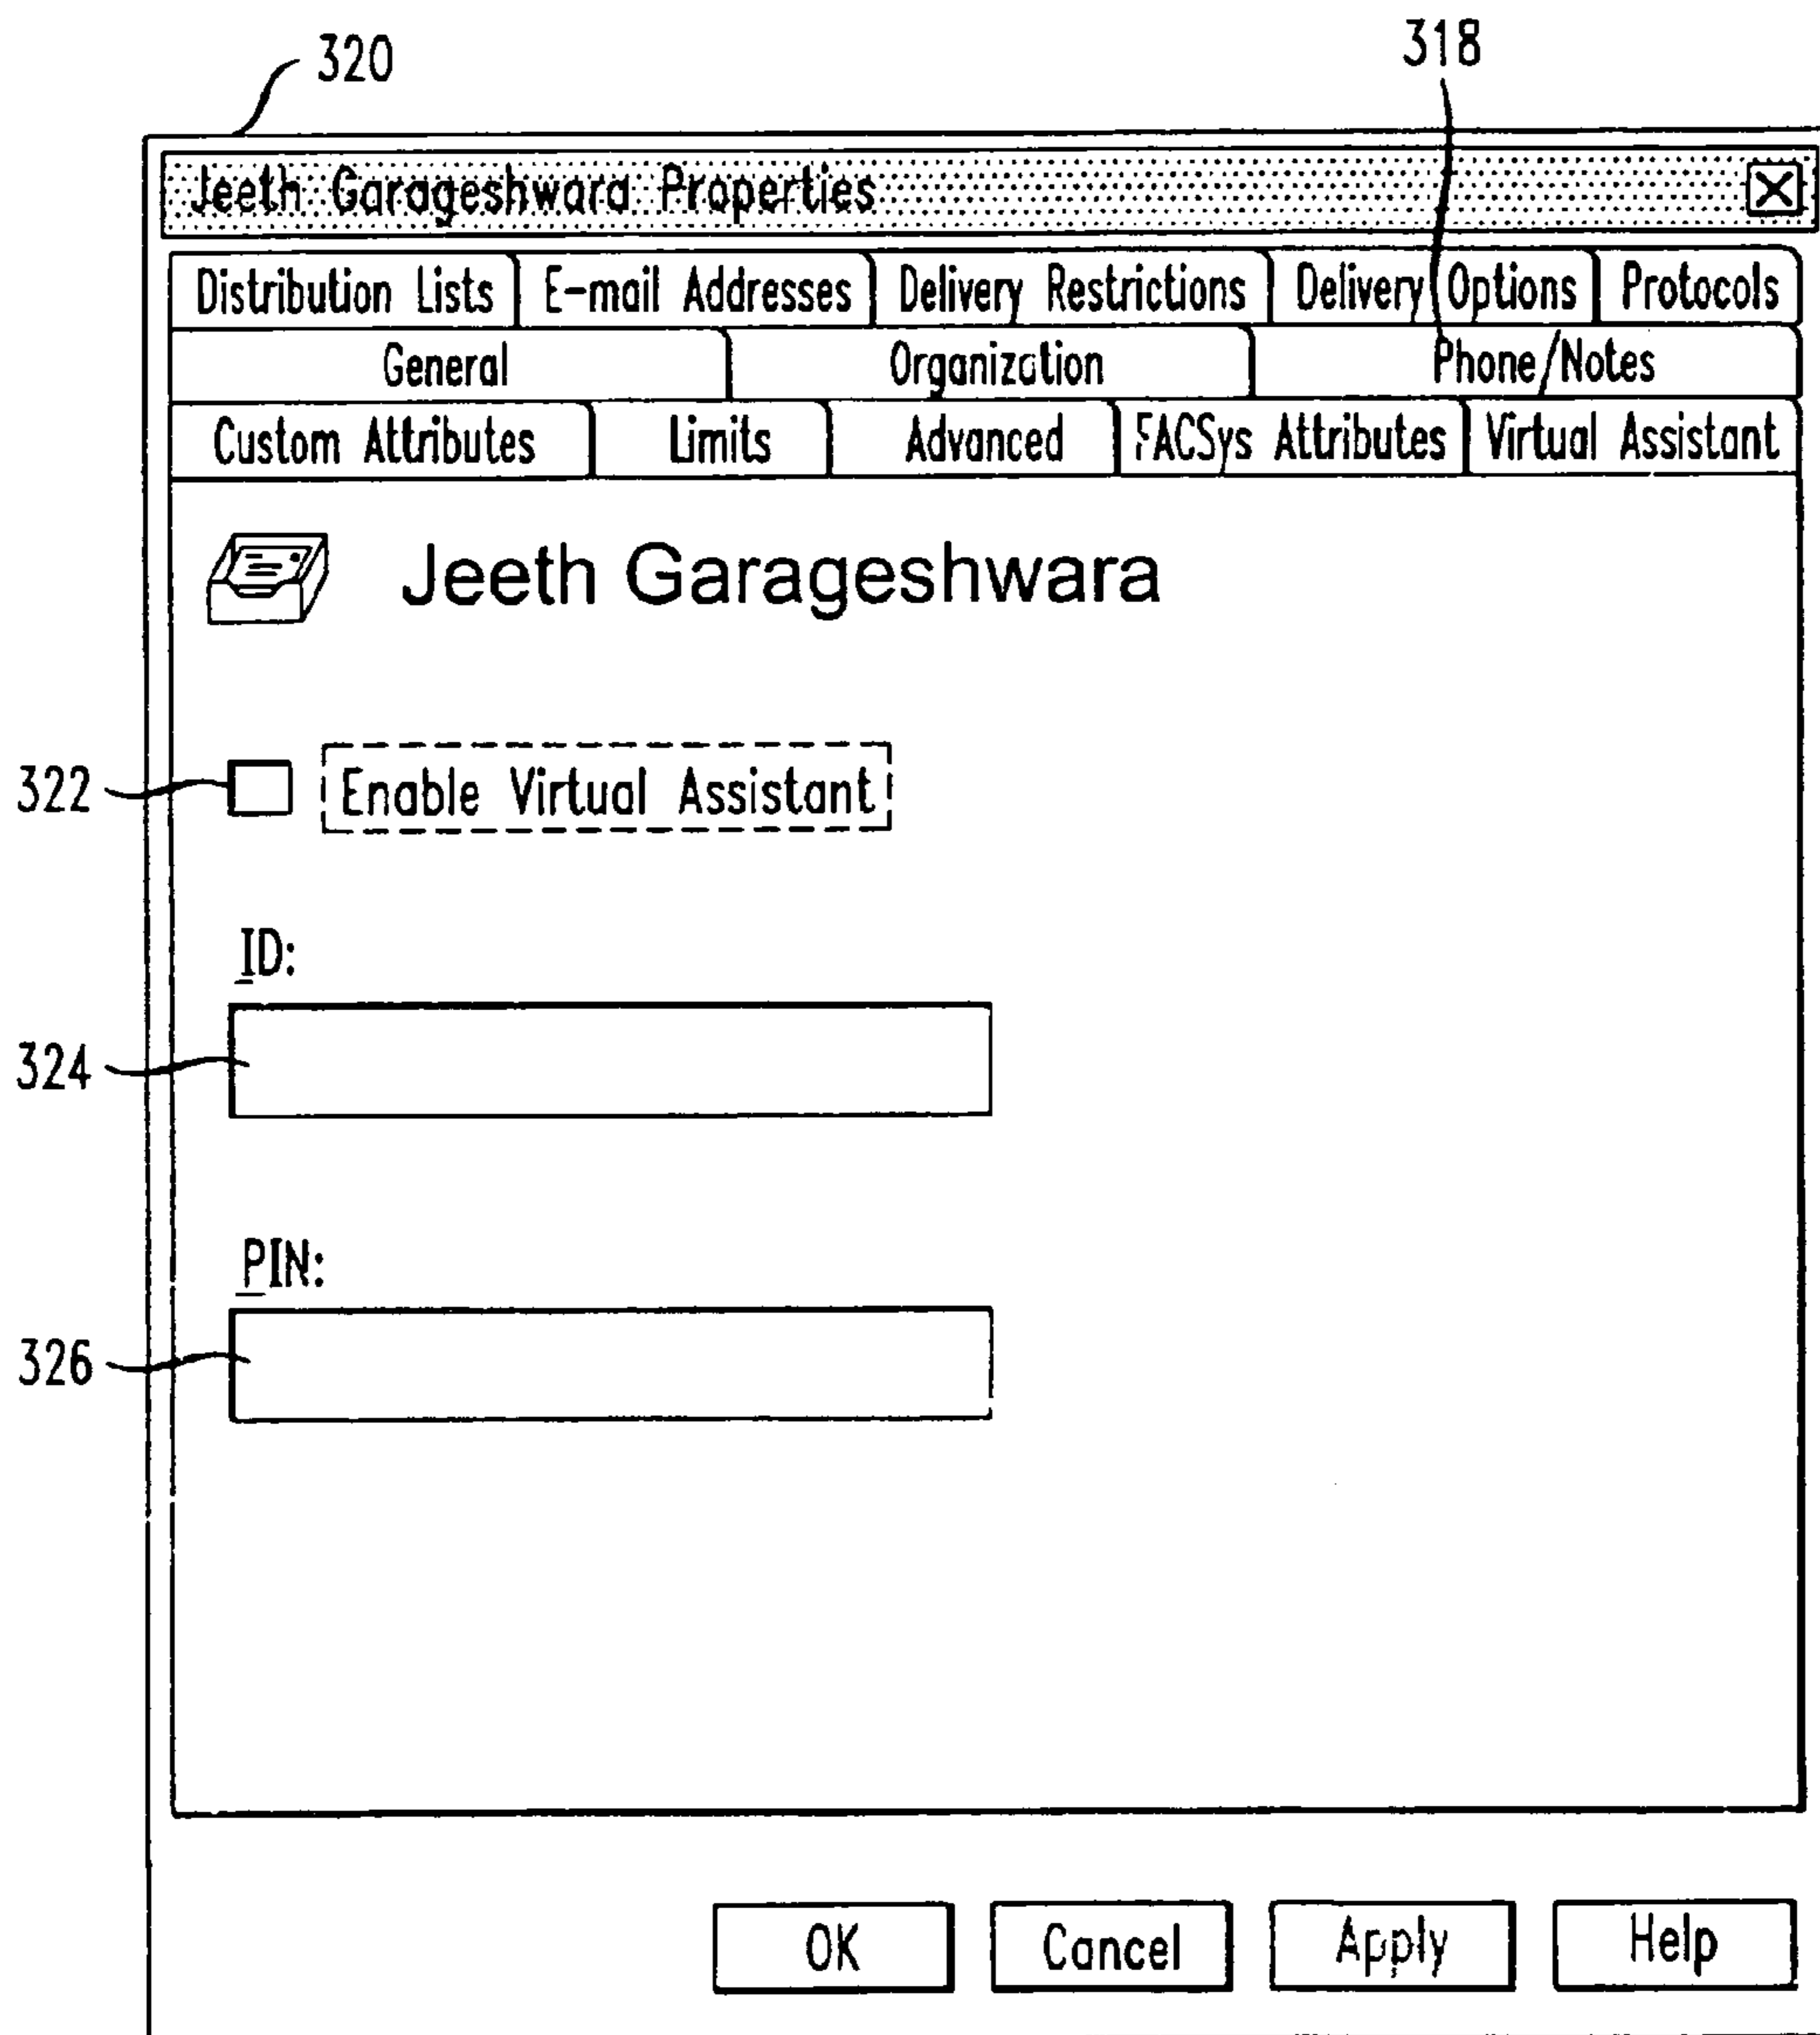 320
318
Jeeth Garageshwara Properties
Distribution Lists E-mail Addresses Delivery Restrictions Delivery Options Protocols
General Organization Phone/Notes
Custom Attributes Limits Advanced FACSys Attributes Virtual Assistant
Jeeth Garageshwara
322 Enable Virtual Assistant
ID:
324
PIN:
326
OK Cancel Apply Help